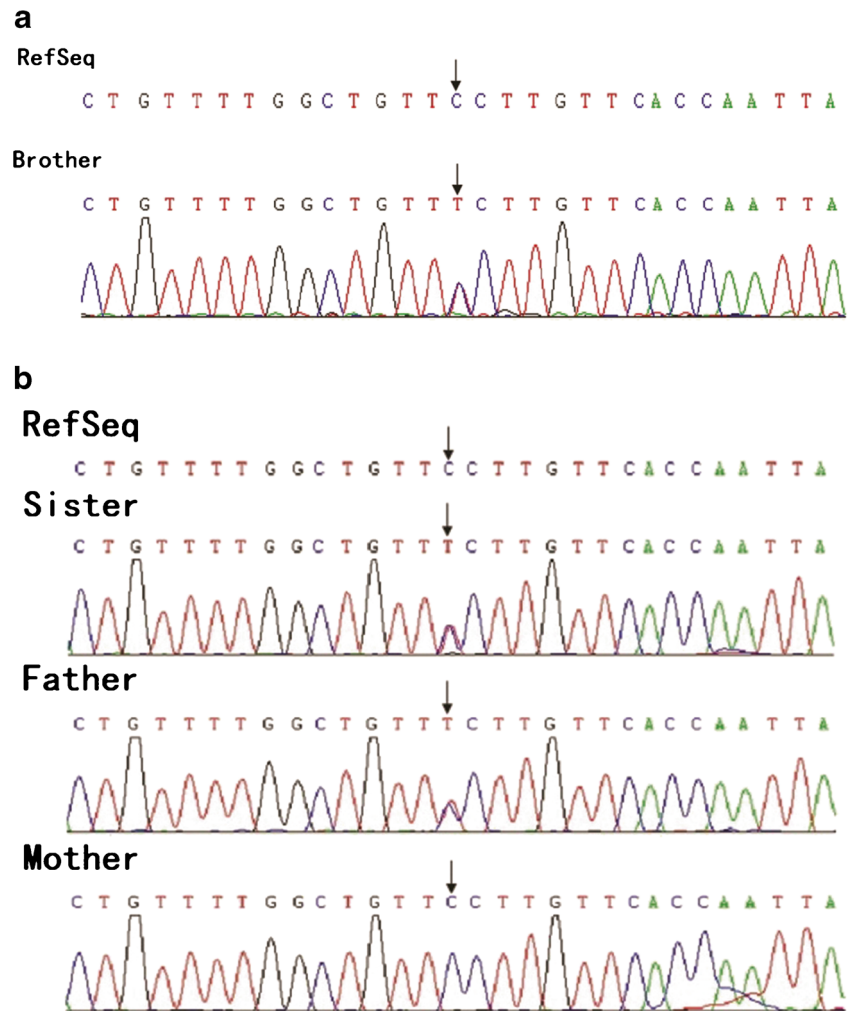 a
RefSeq
C T G T T T T G G C T G T T C C T T G T T C A C C A A T T A
Brother
C T G T T T T G G C T G T T T C T T G T T C A C C A A T T A
b
RefSeq
C T G T T T T G G C T G T T C C T T G T T C A C C A A T T A
Sister
C T G T T T T G G C T G T T T C T T G T T C A C C A A T T A
Father
C T G T T T T G G C T G T T T C T T G T T C A C C A A T T A
Mother
C T G T T T T G G C T G T T C C T T G T T C A C C A A T T A